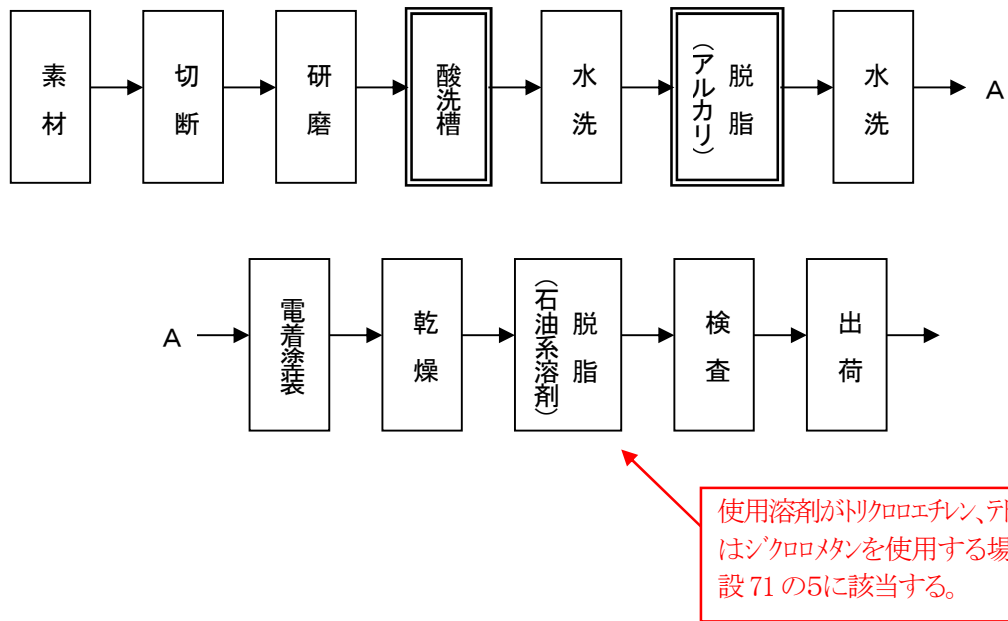 素材
切断
研磨
酸洗槽
水洗
脱脂
(アルカリ)
水洗
A
A
電着塗装
乾燥
脱脂
(石油系溶剤)
検査
出荷
使用溶剤がトリクロロエチレン、テ
はジクロロメタンを使用する場
設71の5に該当する。